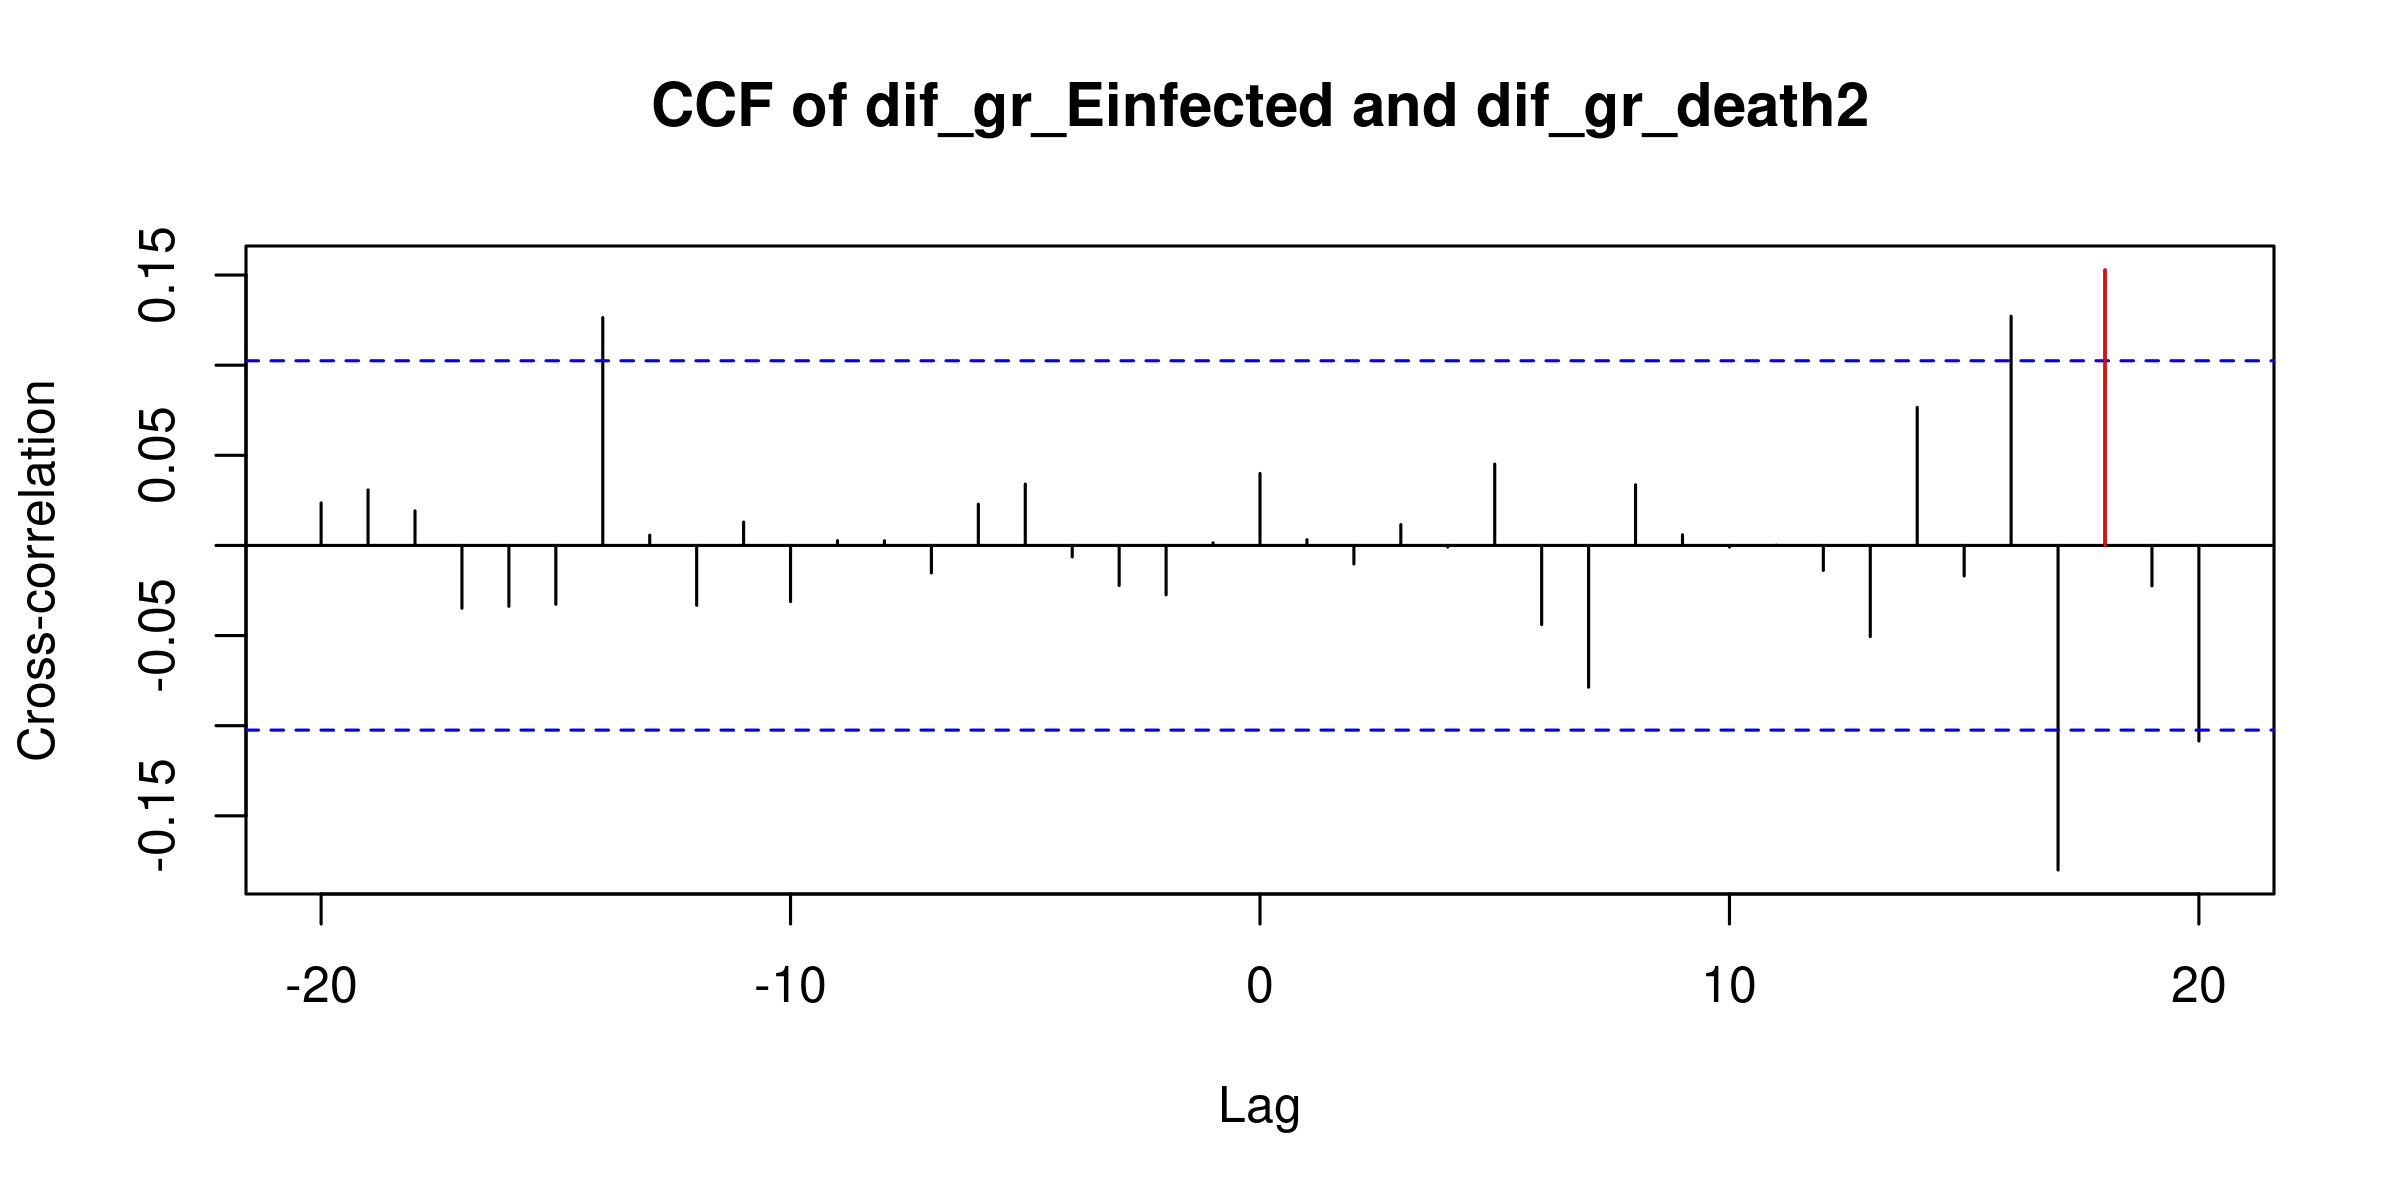 CCF of dif_gr_Einfected and dif_gr_death2
Cross-correlation
0.15
0.05
-0.05
-0.15
-20 -10 0 10 20
Lag